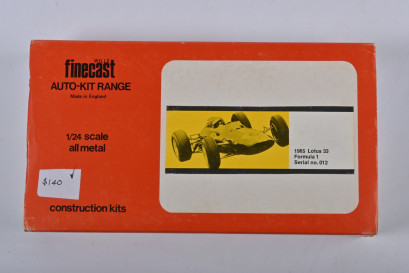 WILLS
finecast
AUTO-KIT RANGE
Made in England
1/24 scale
all metal
$140
construction kits
1965 Lotus 33
Formula 1
Serial no. 012